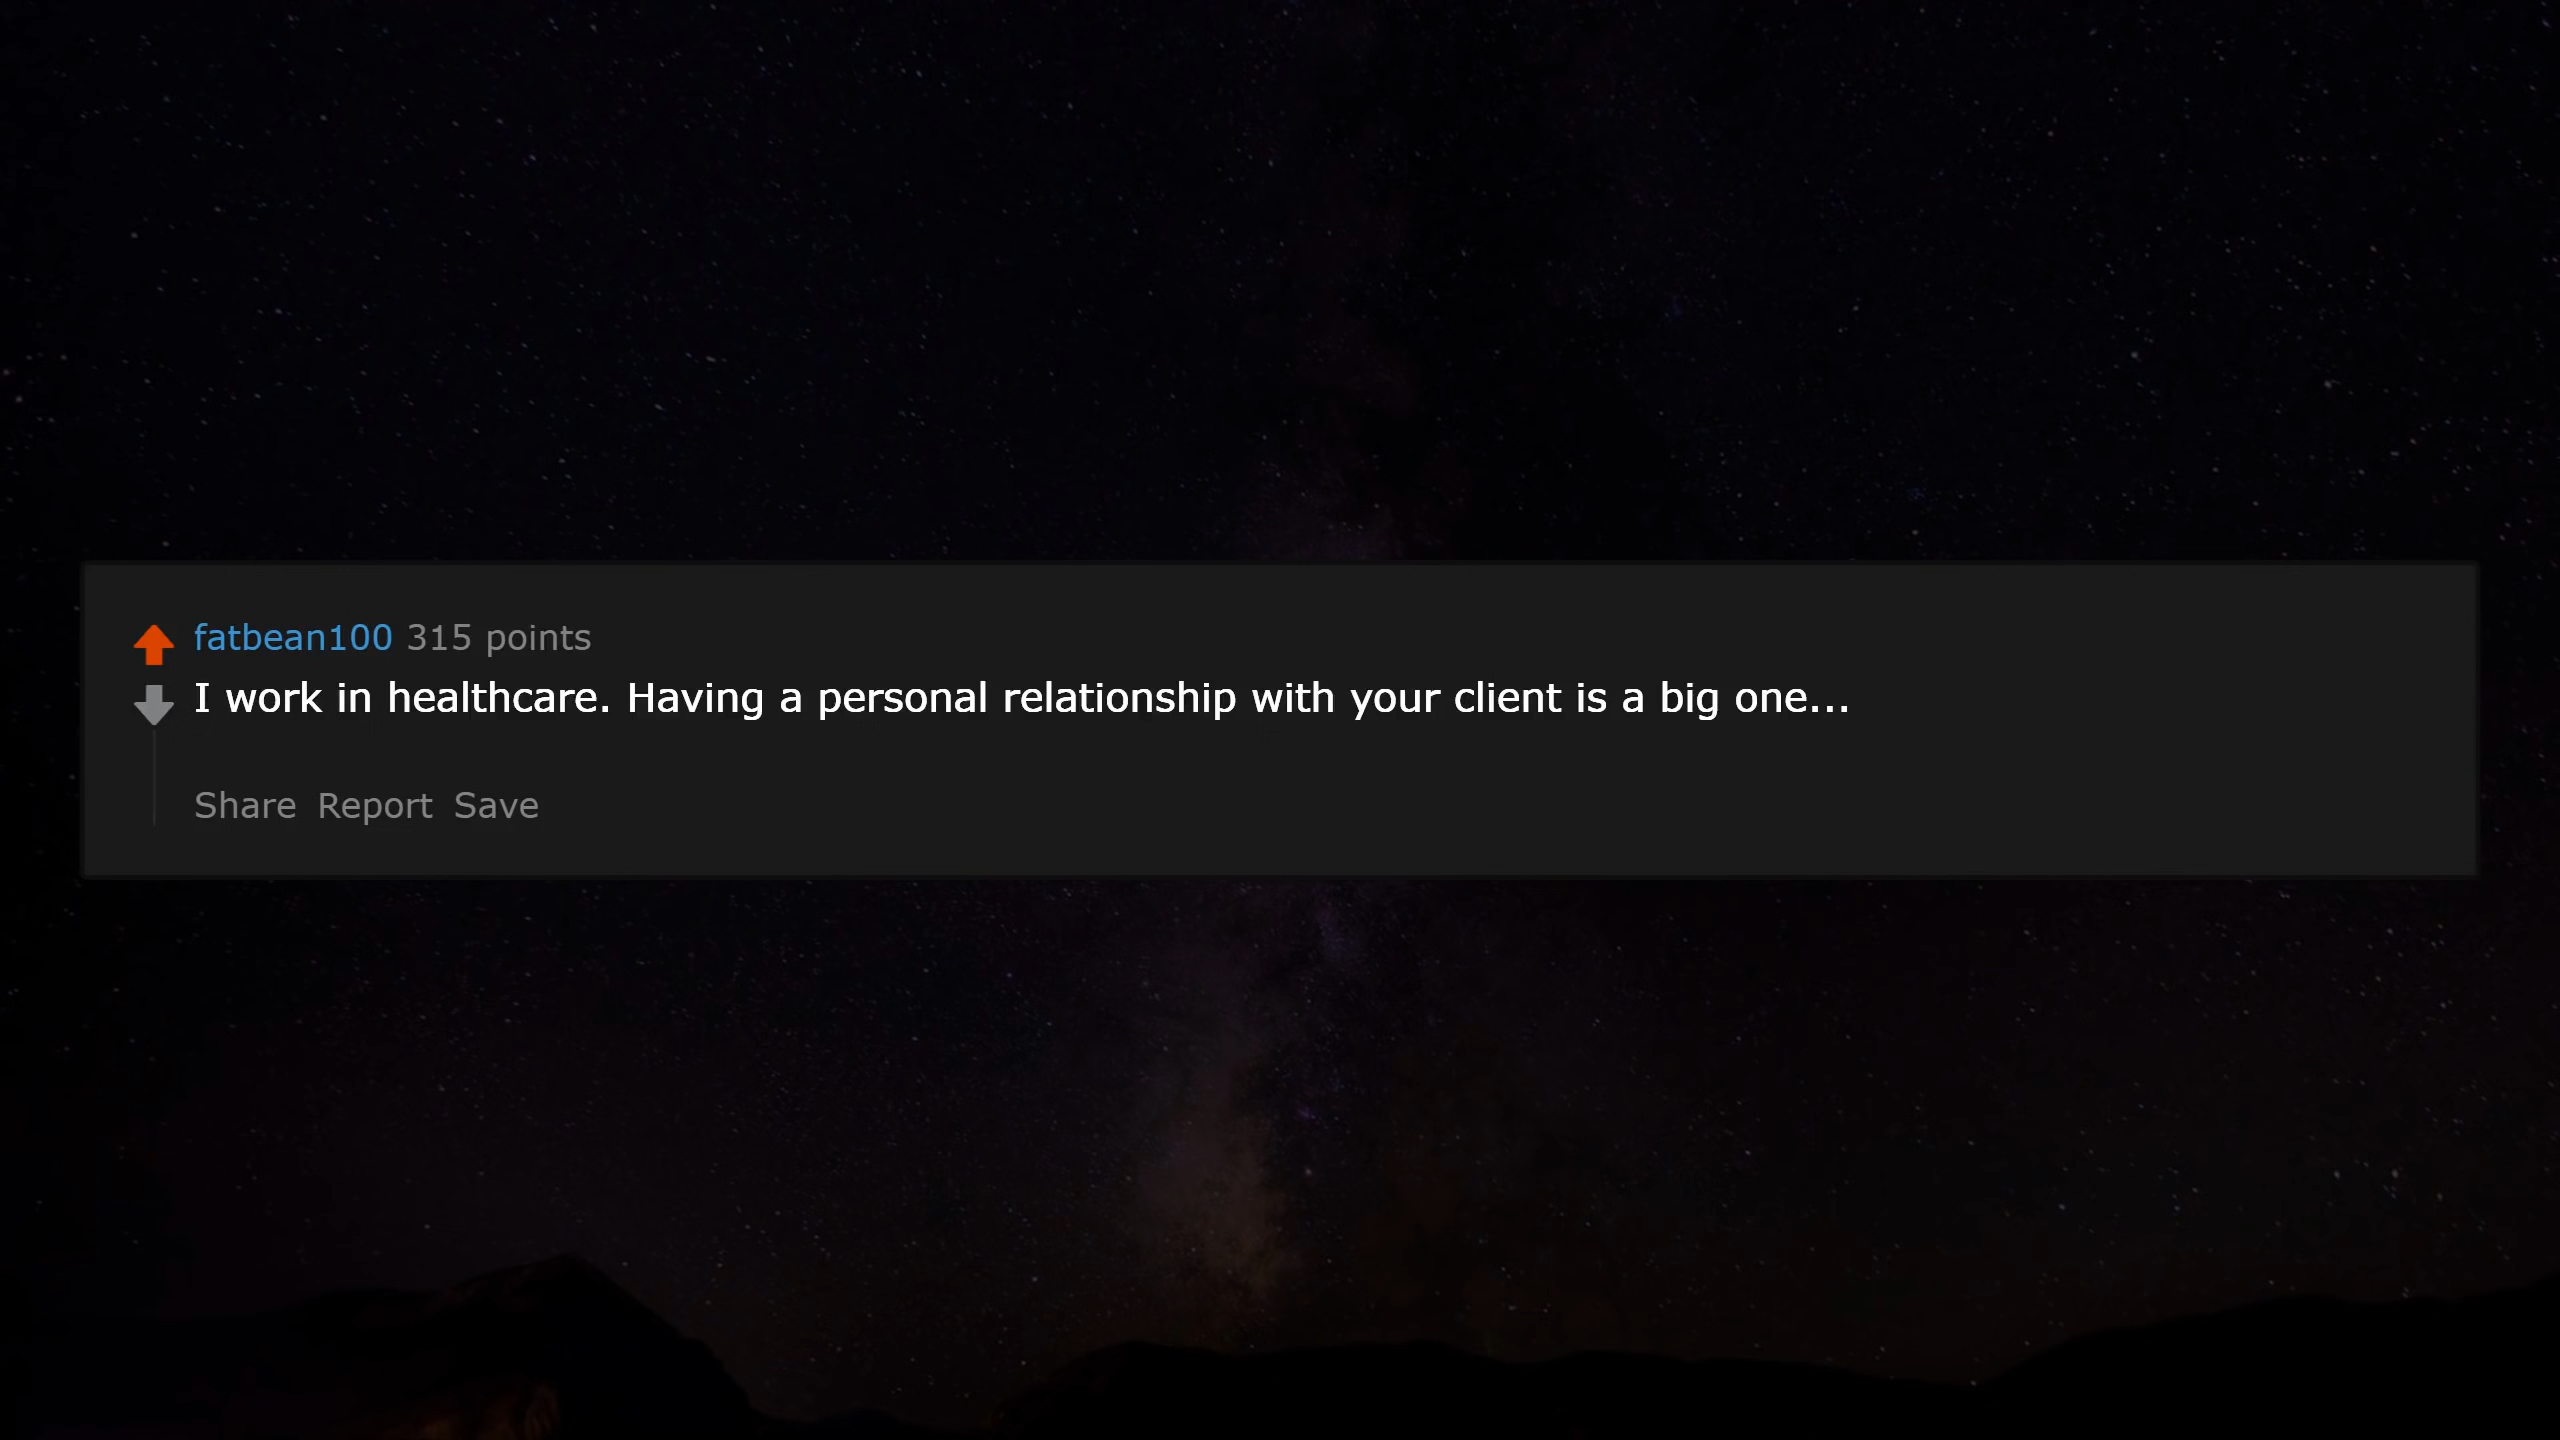 fatbean100 315 points
I work in healthcare. Having a personal relationship with your client is a big one...
Share Report Save